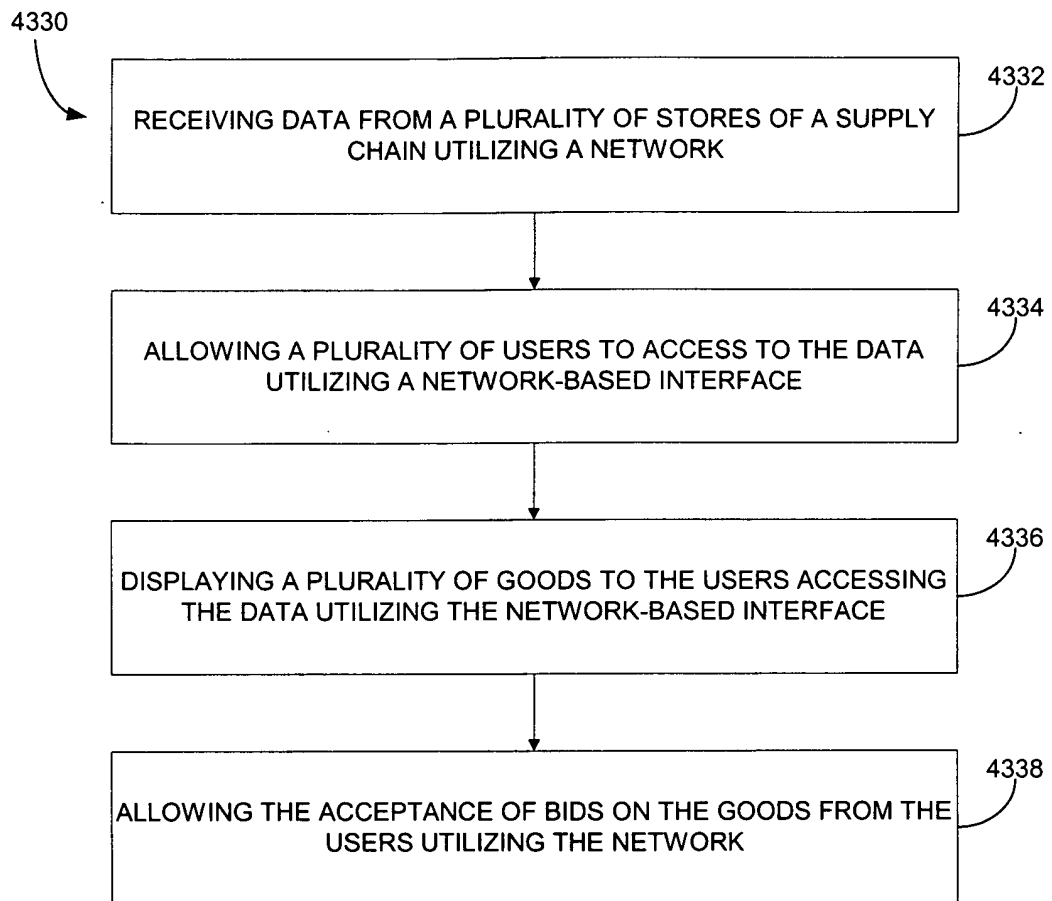 4330
4332
RECEIVING DATA FROM A PLURALITY OF STORES OF A SUPPLY
CHAIN UTILIZING A NETWORK
4334
ALLOWING A PLURALITY OF USERS TO ACCESS TO THE DATA
UTILIZING A NETWORK-BASED INTERFACE
4336
DISPLAYING A PLURALITY OF GOODS TO THE USERS ACCESSING
THE DATA UTILIZING THE NETWORK-BASED INTERFACE
4338
ALLOWING THE ACCEPTANCE OF BIDS ON THE GOODS FROM THE
USERS UTILIZING THE NETWORK